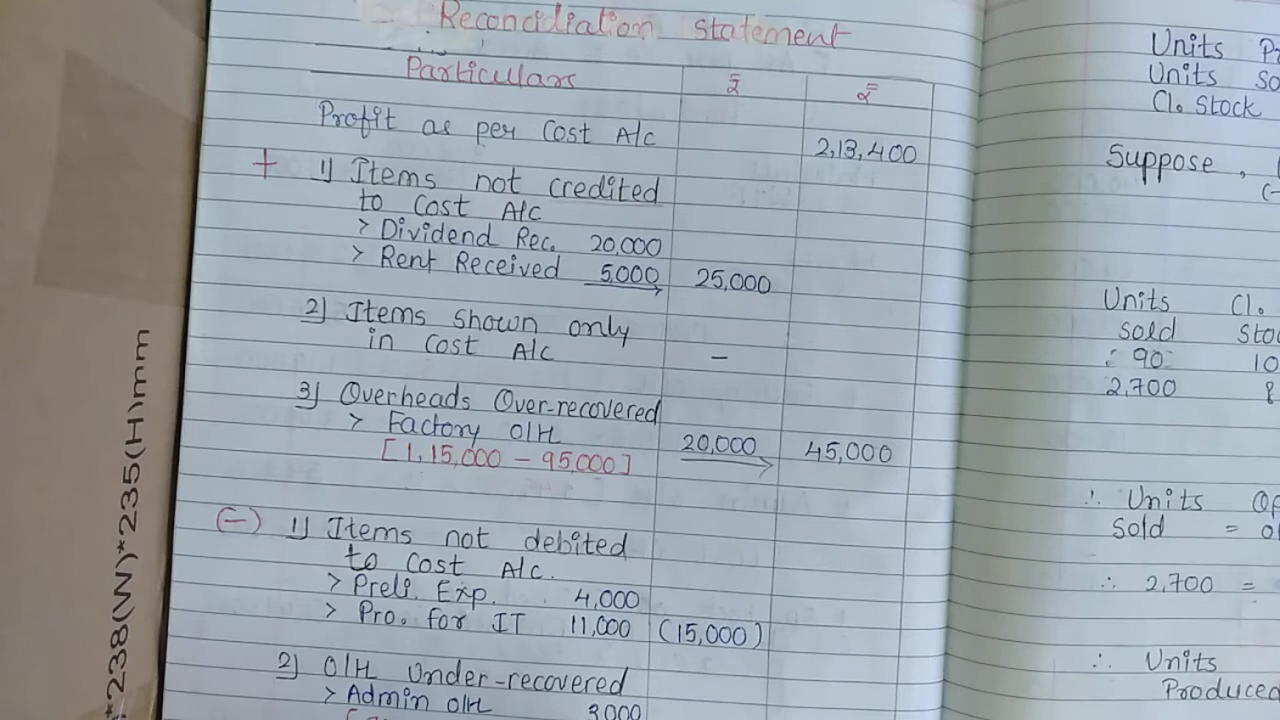 Reconcidiation Statement
Particulars ₹ ₹
Profit as per Cost A/c 2,13,400
+ 1) Items not credited
to Cost A/c
> Dividend Rec. 20,000
> Rent Received 5,000 25,000
2) Items shown only
in Cost A/c –
3) Overheads Over-recovered
> Factory O/H 20,000 45,000
[1,15,000 – 95,000]
(–) 1) Items not debited
to Cost A/c.
> Preli. Exp. 4,000
> Pro. for IT 11,000 (15,000)
2) O/H Under-recovered
> Admin O/H 3,000
Units
Units
Cl. Stock
Suppose,
Units Cl.
sold
90 10
2,700
∴ Units
sold =
∴ 2,700 =
∴ Units
Produced
*238(W)*235(H)mm